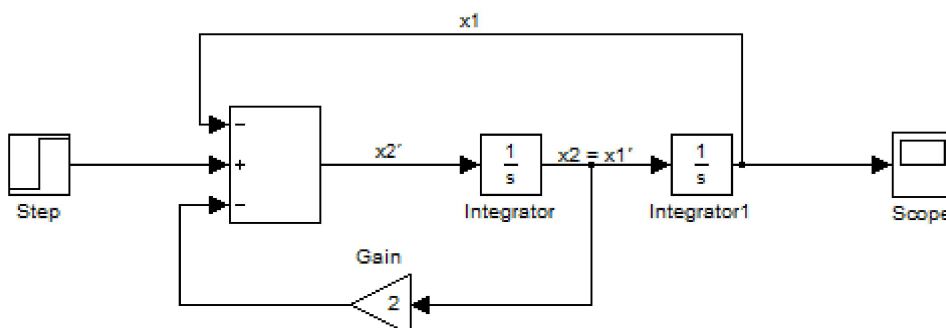 x1
−
+
−
x2´
1
s
x2 = x1´
1
s
Step
Integrator
Integrator1
Scope
Gain
2